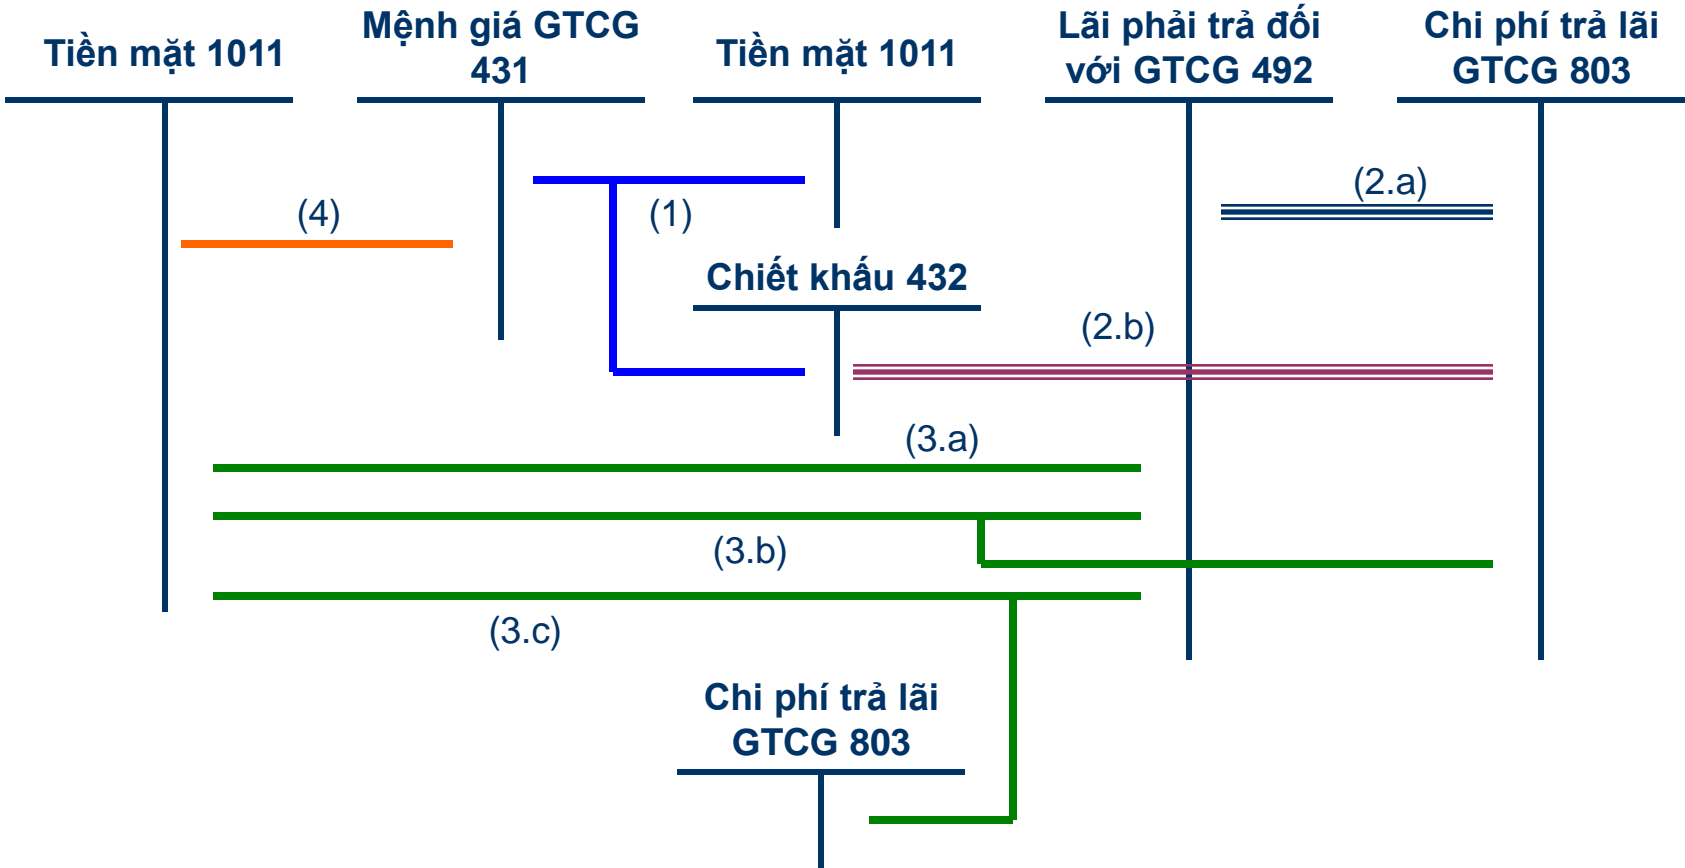 Tiền mặt 1011
Mệnh giá GTCG
431
Tiền mặt 1011
Lãi phải trả đối
với GTCG 492
Chi phí trả lãi
GTCG 803
(4)
(1)
(2.a)
Chiết khấu 432
(2.b)
(3.a)
(3.b)
(3.c)
Chi phí trả lãi
GTCG 803